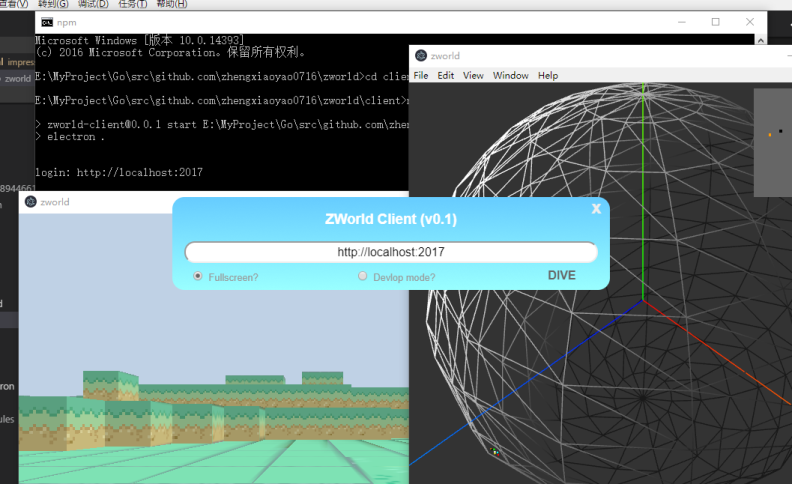 查看(V) 转到(G) 调试(D) 任务(T) 帮助(H)
npm
Microsoft Windows [版本 10.0.14393]
(c) 2016 Microsoft Corporation。保留所有权利。
E:\MyProject\Go\src\github.com\zhengxiaoyao0716\zworld>cd clie
E:\MyProject\Go\src\github.com\zhengxiaoyao0716\zworld\client>
> zworld-client@0.0.1 start E:\MyProject\Go\src\github.com\zhen
> electron .
login: http://localhost:2017
impress
zworld
8944661
zworld
File Edit View Window Help
zworld
ZWorld Client (v0.1)
X
http://localhost:2017
Fullscreen?
Devlop mode?
DIVE